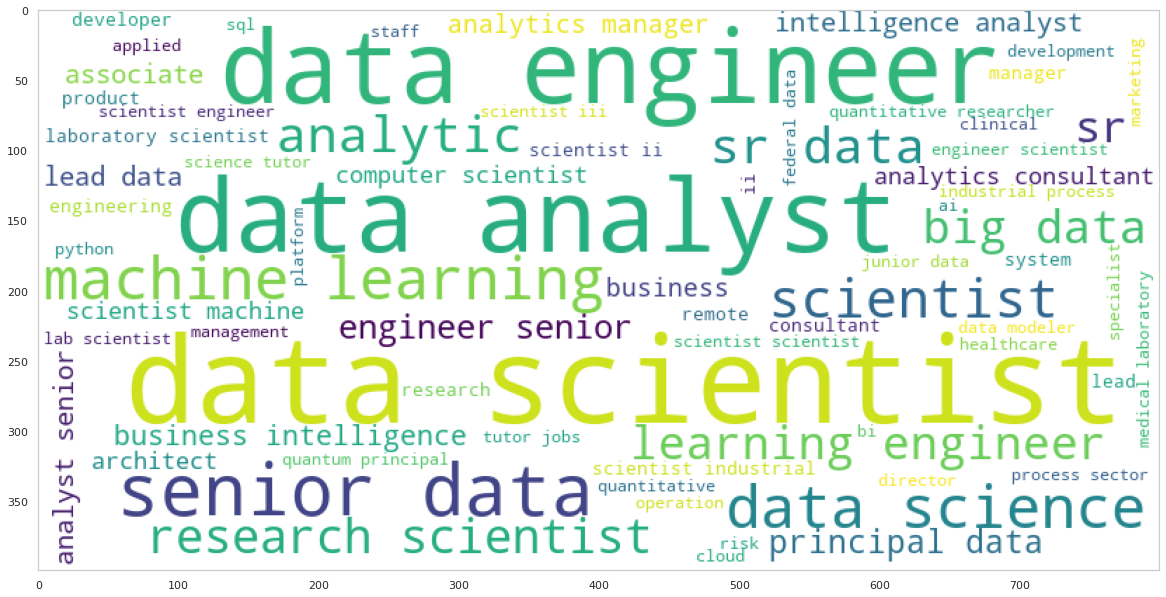 0
50
100
150
200
250
300
350
0
100
200
300
400
500
600
700
developer
sql
staff
analytics manager
intelligence analyst
applied
data engineer
development
marketing
associate
manager
product
federal data
scientist engineer
scientist iii
quantitative researcher
laboratory scientist
analytic
scientist ii
sr data
clinical
sr
science tutor
engineer scientist
lead data
computer scientist
ii
analytics consultant
industrial process
engineering
data analyst
ai
platform
big data
python
junior data
system
specialist
machine learning
business
scientist
medical laboratory
scientist machine
remote
lab scientist
management
engineer senior
consultant
data modeler
scientist scientist
healthcare
analyst senior
data scientist
research
lead
business intelligence
tutor jobs
learning engineer
bi
architect
quantum principal
scientist industrial
process sector
senior data
quantitative
director
operation
data science
research scientist
risk
principal data
cloud